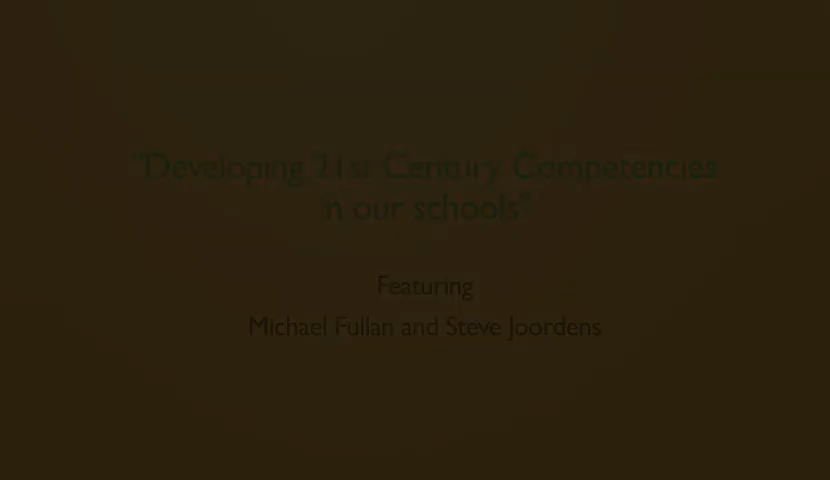 "Developing 21st Century Competencies
in our schools"
Featuring
Michael Fullan and Steve Joordens